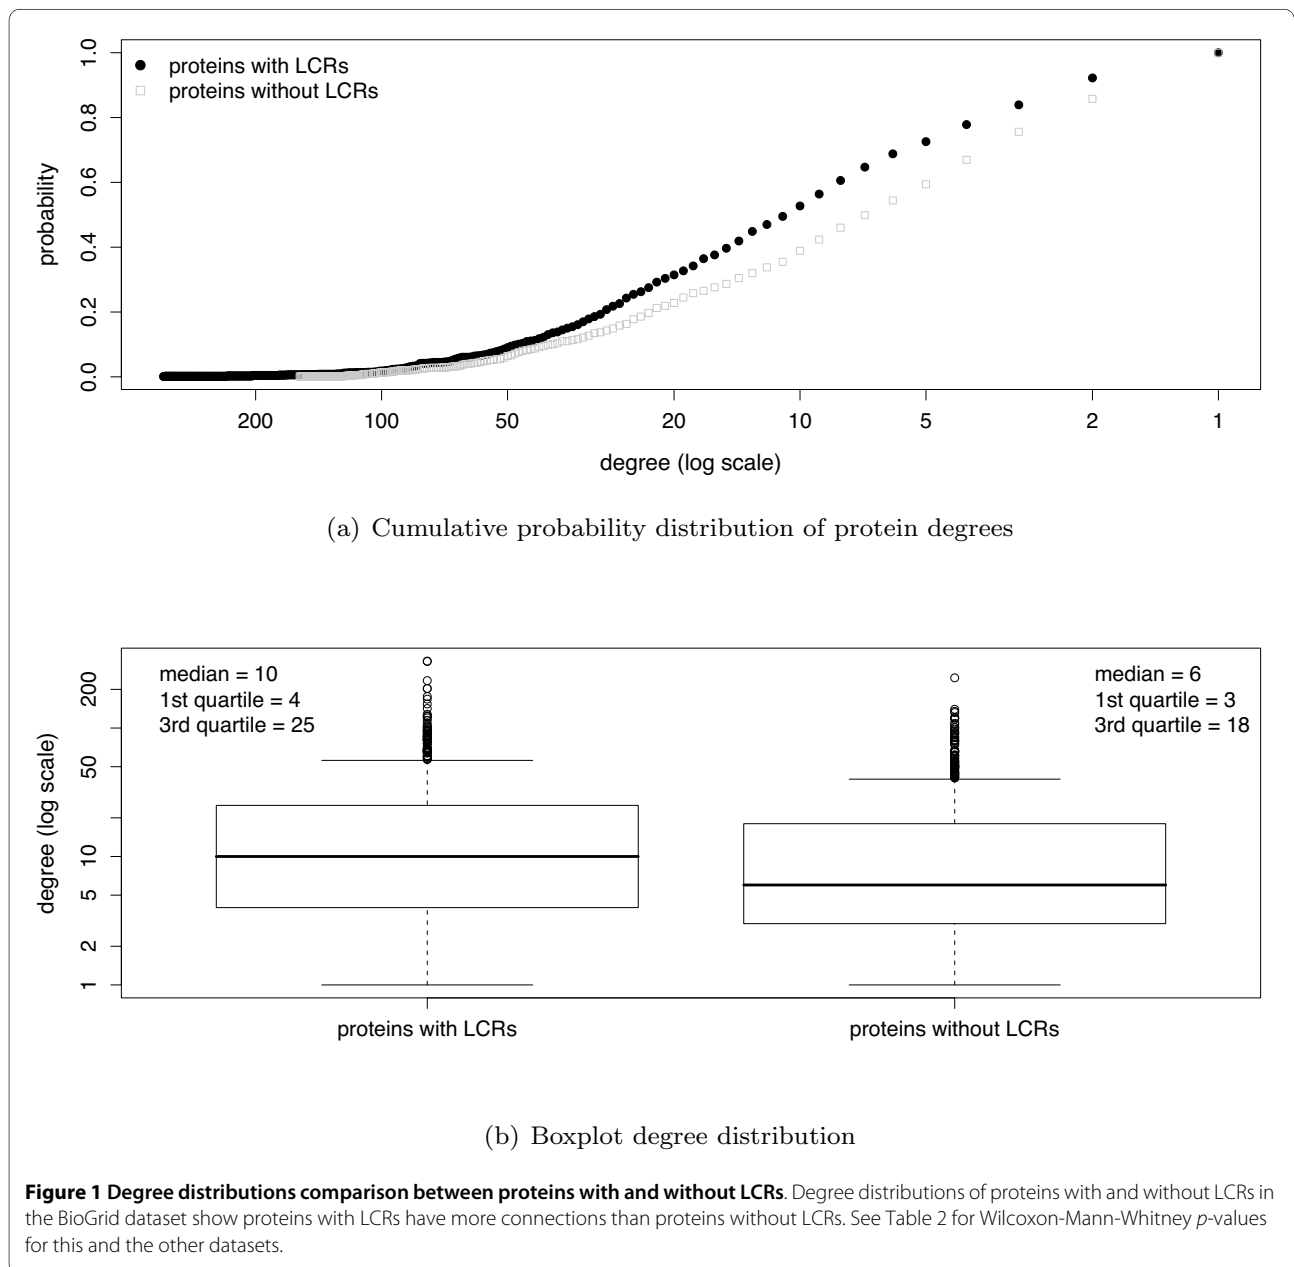 proteins with LCRs
proteins without LCRs
1.0
0.8
0.6
0.4
0.2
0.0
probability
200 100 50 20 10 5 2 1
degree (log scale)
(a) Cumulative probability distribution of protein degrees
median = 10
1st quartile = 4
3rd quartile = 25
median = 6
1st quartile = 3
3rd quartile = 18
200
50
10
5
2
1
degree (log scale)
proteins with LCRs
proteins without LCRs
(b) Boxplot degree distribution
Figure 1 Degree distributions comparison between proteins with and without LCRs. Degree distributions of proteins with and without LCRs in
the BioGrid dataset show proteins with LCRs have more connections than proteins without LCRs. See Table 2 for Wilcoxon-Mann-Whitney p-values
for this and the other datasets.